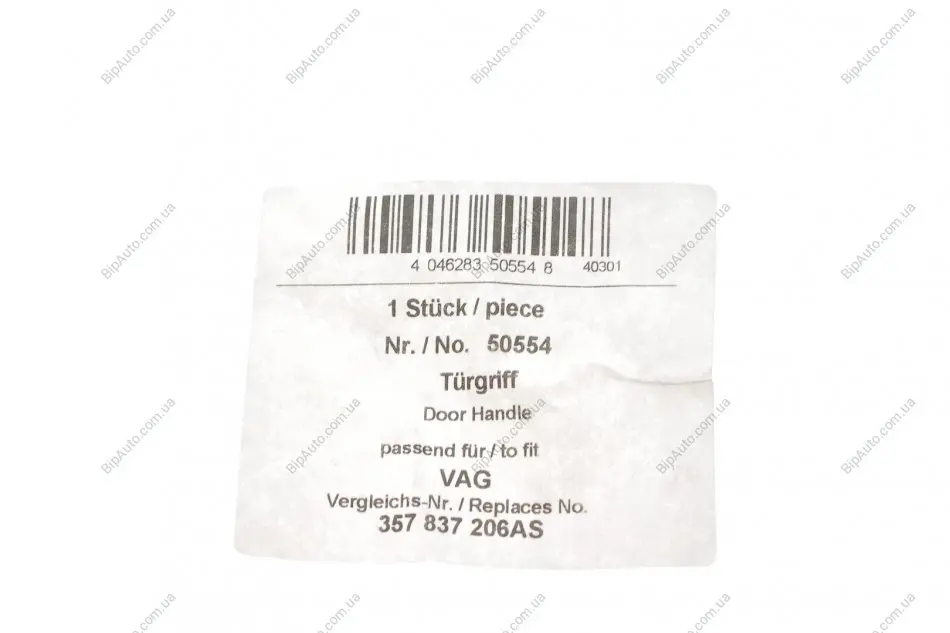 4 046283 50554 8 40301
1 Stück / piece
Nr. / No. 50554
Türgriff
Door Handle
passend für / to fit
VAG
Vergleichs-Nr. / Replaces No.
357 837 206AS
BipAuto.com.ua